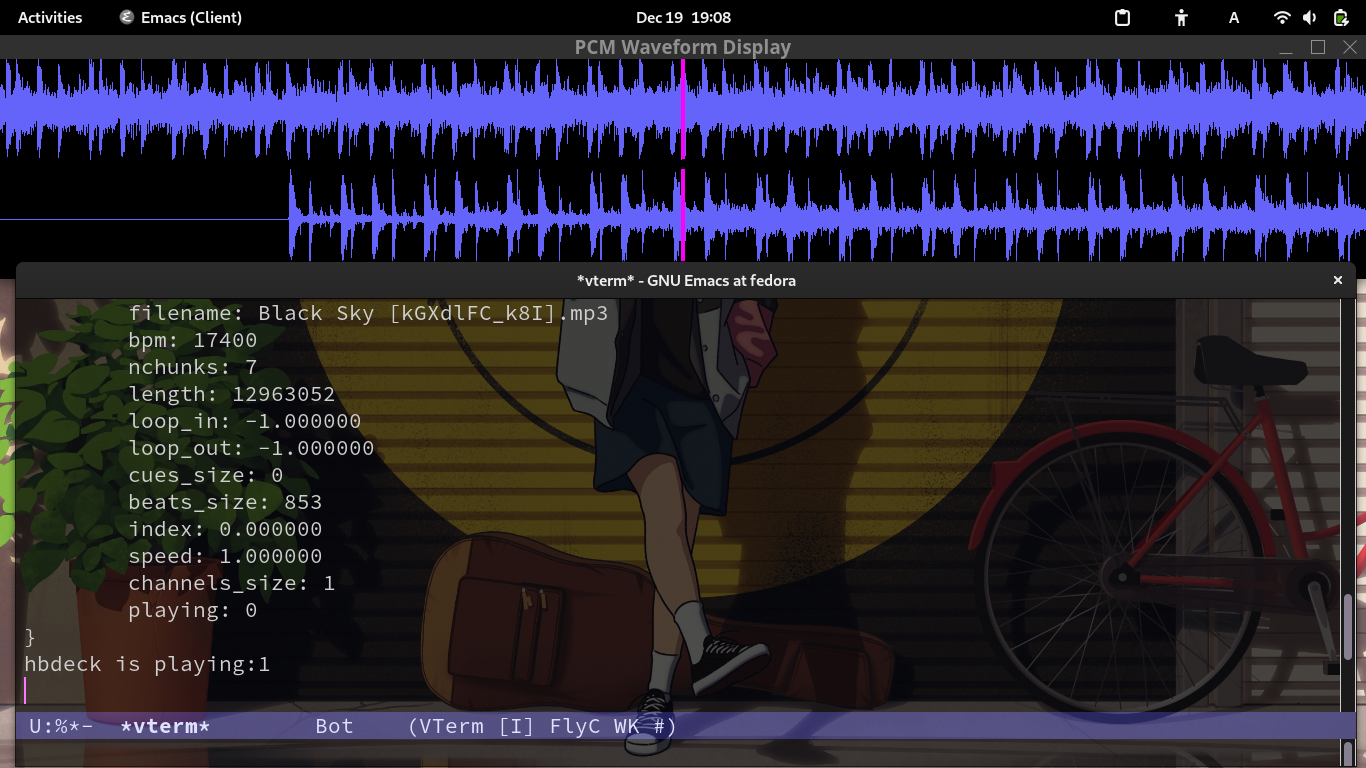 Activities Emacs (Client) Dec 19 19:08 A
PCM Waveform Display
*vterm* - GNU Emacs at fedora
filename: Black Sky [kGXdlFC_k8I].mp3
bpm: 17400
nchunks: 7
length: 12963052
loop_in: -1.000000
loop_out: -1.000000
cues_size: 0
beats_size: 853
index: 0.000000
speed: 1.000000
channels_size: 1
playing: 0
}
hbdeck is playing:1
U:%*- *vterm* Bot (VTerm [I] FlyC WK #)